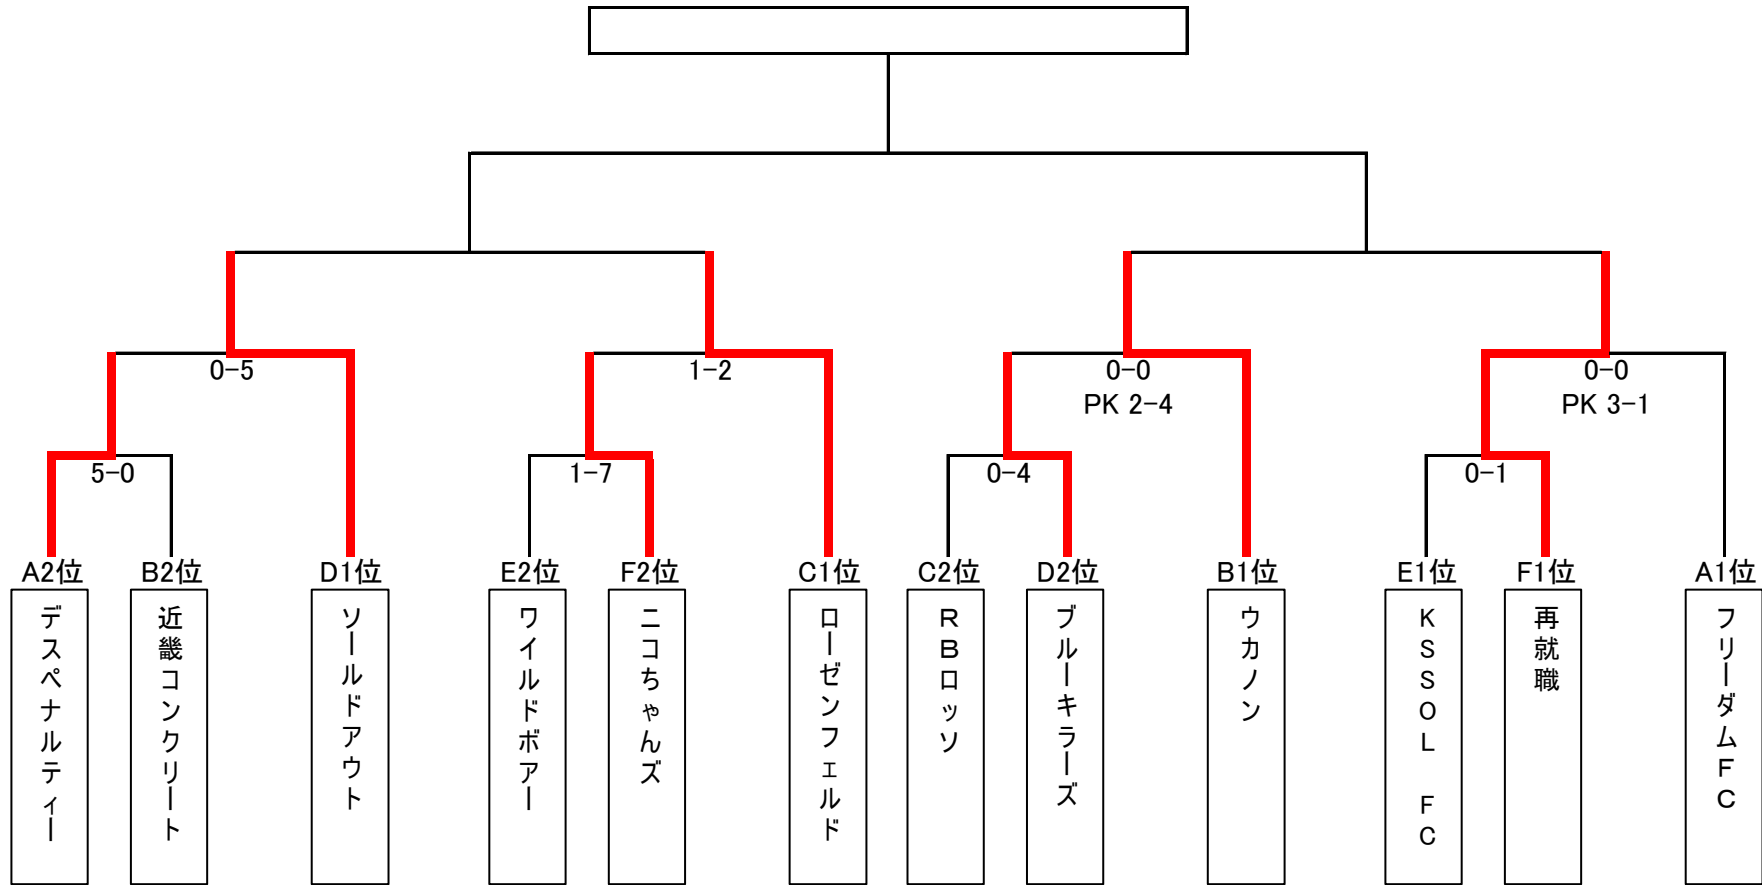 0-5
1-2
0-0
PK 2-4
0-0
PK 3-1
5-0
1-7
0-4
0-1
A2位
B2位
D1位
E2位
F2位
C1位
C2位
D2位
B1位
E1位
F1位
A1位
デスペナルティー
近畿コンクリート
ソールドアウト
ワイルドボアー
ニコちゃんズ
ローゼンフェルド
RBロッソ
ブルーキラーズ
ウカノン
KSSOL FC
再就職
フリーダムFC